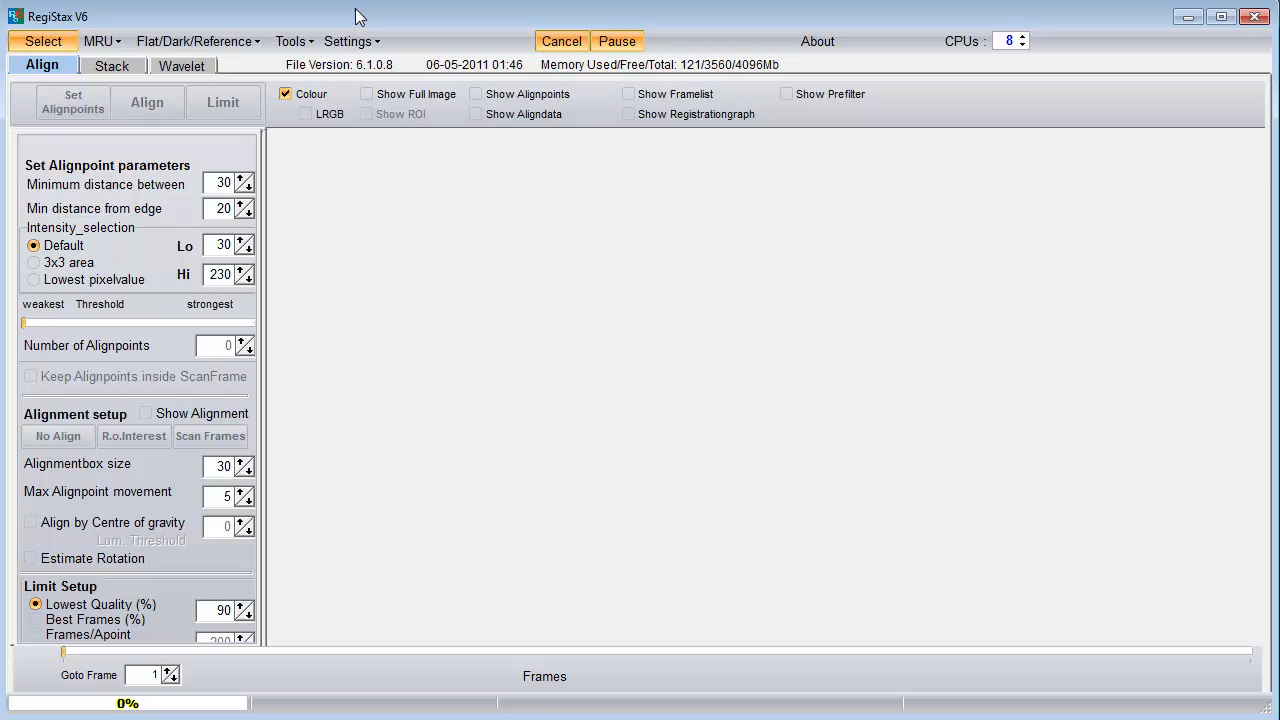 RegiStax V6
Select MRU Flat/Dark/Reference Tools Settings Cancel Pause About CPUs : 8
Align Stack Wavelet File Version: 6.1.0.8 06-05-2011 01:46 Memory Used/Free/Total: 121/3560/4096Mb
Set Alignpoints Align Limit
Colour Show Full Image Show Alignpoints Show Framelist Show Prefilter
LRGB Show ROI Show Aligndata Show Registrationgraph
Set Alignpoint parameters
Minimum distance between 30
Min distance from edge 20
Intensity_selection
Default Lo 30
3x3 area
Lowest pixelvalue Hi 230
weakest Threshold strongest
Number of Alignpoints 0
Keep Alignpoints inside ScanFrame
Alignment setup Show Alignment
No Align R.o.Interest Scan Frames
Alignmentbox size 30
Max Alignpoint movement 5
Align by Centre of gravity 0
Lum. Threshold
Estimate Rotation
Limit Setup
Lowest Quality (%) 90
Best Frames (%)
Frames/Apoint 200
Goto Frame 1 Frames
0%